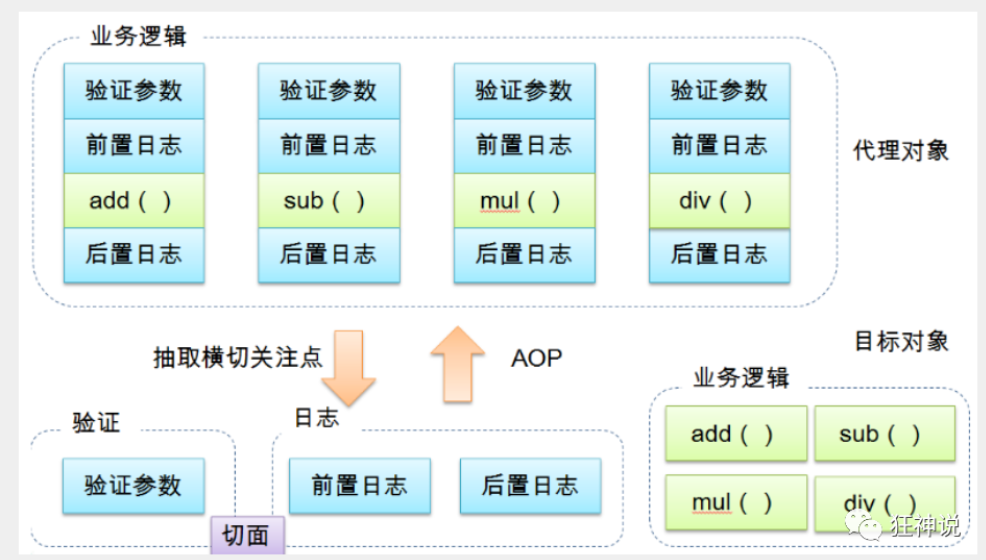 业务逻辑
验证参数 验证参数 验证参数 验证参数
前置日志 前置日志 前置日志 前置日志
代理对象
add（ ） sub（ ） mul（ ） div（ ）
后置日志 后置日志 后置日志 后置日志
抽取横切关注点
AOP
目标对象
业务逻辑
验证
日志
add（ ） sub（ ）
验证参数
前置日志 后置日志
mul（ ） div（ ）
切面
狂神说